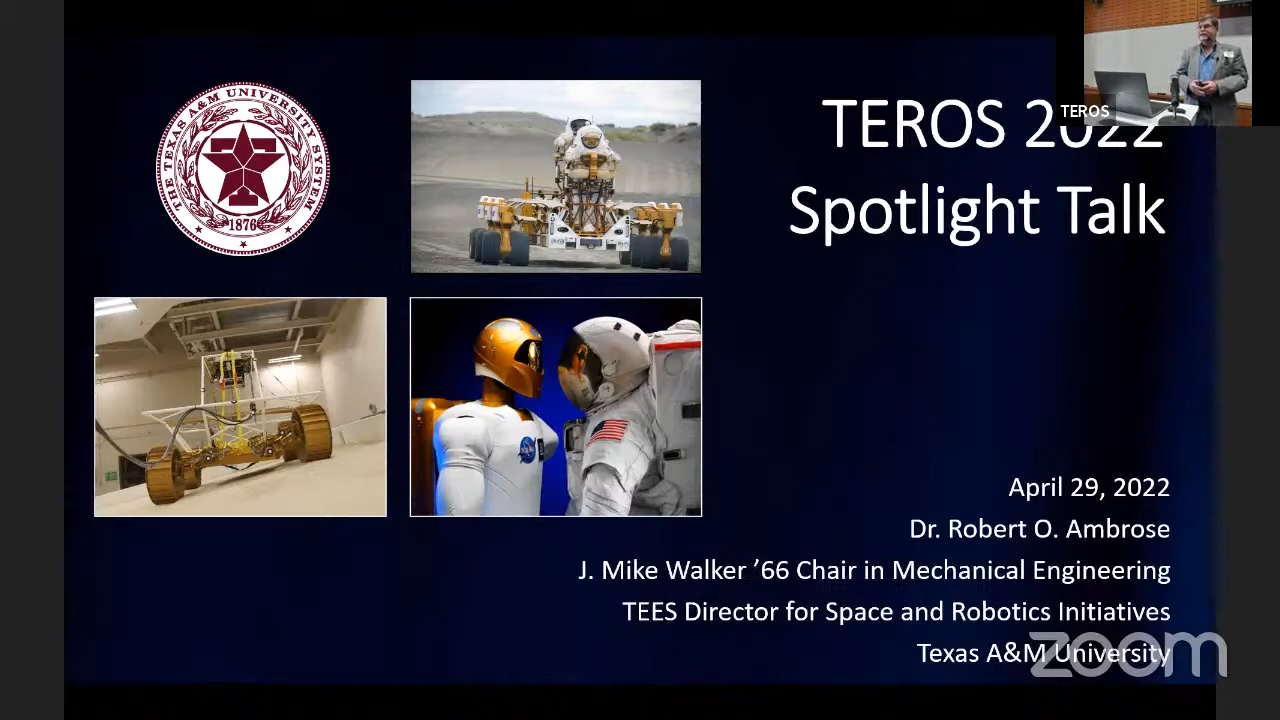 THE TEXAS A&M UNIVERSITY SYSTEM
1876
TEROS 2022
Spotlight Talk
TEROS
April 29, 2022
Dr. Robert O. Ambrose
J. Mike Walker ’66 Chair in Mechanical Engineering
TEES Director for Space and Robotics Initiatives
Texas A&M University
zoom